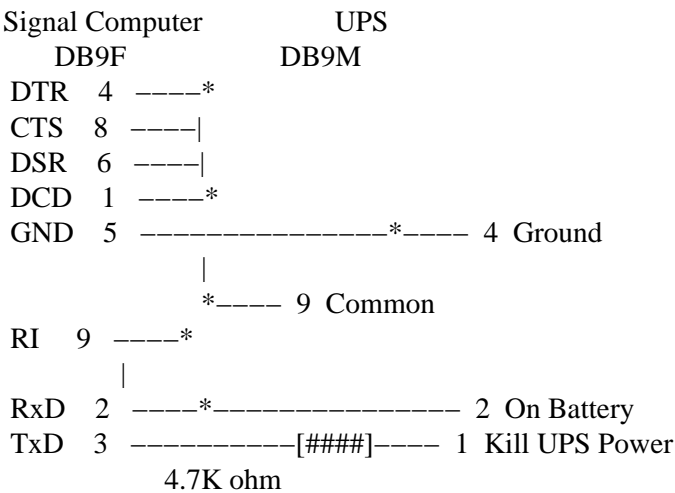 Signal Computer                    UPS
       DB9F                      DB9M
 DTR   4   −−−−*
 CTS   8   −−−−|
 DSR   6   −−−−|
 DCD   1   −−−−*
 GND   5   −−−−−−−−−−−−−−−*−−−−  4  Ground
                         |
                         *−−−−  9  Common
 RI    9   −−−−*
               |
 RxD   2   −−−−*−−−−−−−−−−−−−−−  2  On Battery
 TxD   3   −−−−−−−−−−[####]−−−−  1  Kill UPS Power
                    4.7K ohm